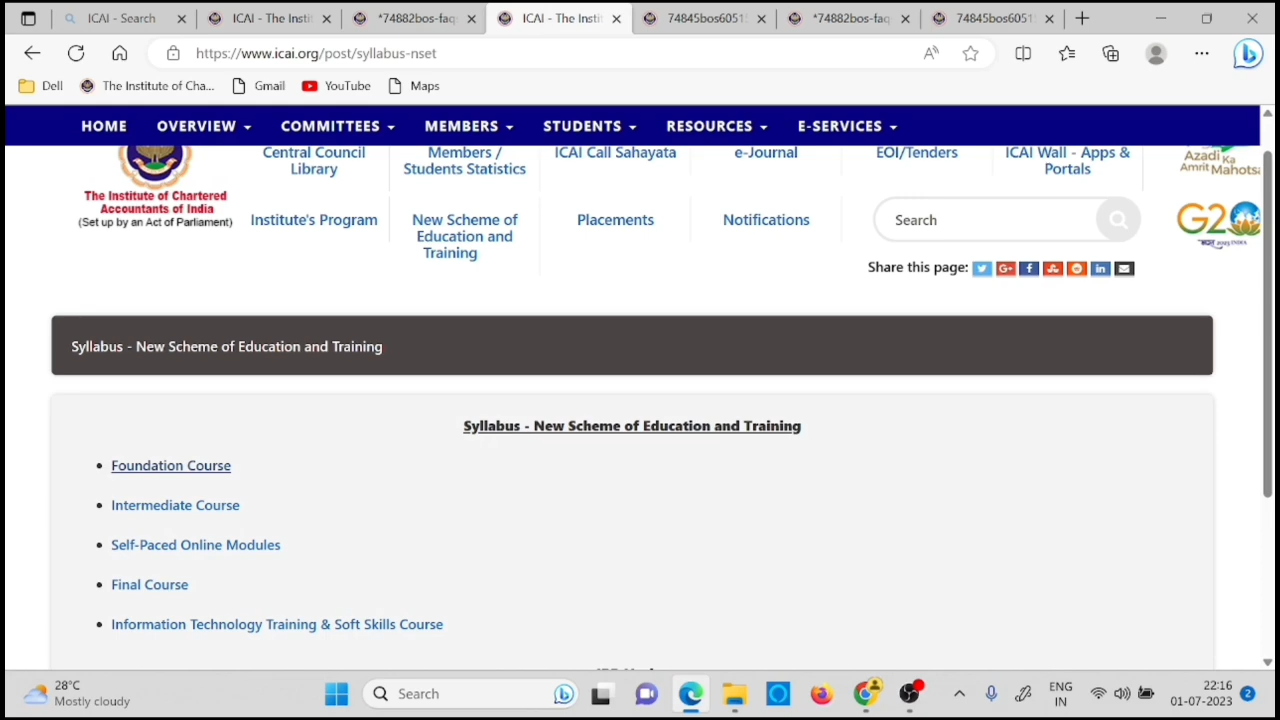 ICAI - Search
ICAI - The Insti
*74882bos-faq
ICAI - The Insti
74845bos6051
*74882bos-faq
74845bos6051
https://www.icai.org/post/syllabus-nset
Dell
The Institute of Cha...
Gmail
YouTube
Maps
HOME
OVERVIEW
COMMITTEES
MEMBERS
STUDENTS
RESOURCES
E-SERVICES
The Institute of Chartered
Accountants of India
(Set up by an Act of Parliament)
Central Council
Library
Members /
Students Statistics
ICAI Call Sahayata
e-Journal
EOI/Tenders
ICAI Wall - Apps &
Portals
Azadi Ka
Amrit Mahotsa
Institute's Program
New Scheme of
Education and
Training
Placements
Notifications
Search
G20
Share this page:
Syllabus - New Scheme of Education and Training
Syllabus - New Scheme of Education and Training
• Foundation Course
• Intermediate Course
• Self-Paced Online Modules
• Final Course
• Information Technology Training & Soft Skills Course
28°C
Mostly cloudy
Search
ENG
IN
22:16
01-07-2023
2